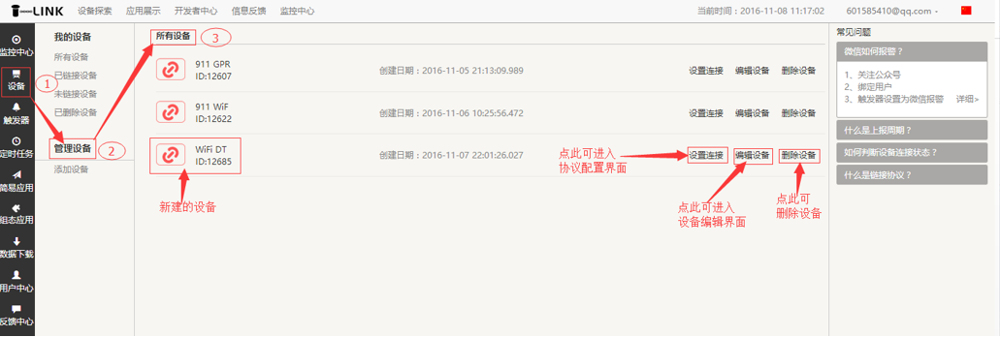 LINK 设备探索 应用展示 开发者中心 信息反馈 监控中心 当前时间：2016-11-08 11:17:02 601585410@qq.com -
监控中心
设备
触发器
定时任务
简易应用
组态应用
数据下载
用户中心
反馈中心
①
②
③
我的设备
所有设备
已链接设备
未链接设备
已删除设备
管理设备
添加设备
所有设备
911 GPR
ID:12607
创建日期：2016-11-05 21:13:09.989
设置连接 编辑设备 删除设备
911 WiF
ID:12622
创建日期：2016-11-06 10:25:56.472
设置连接 编辑设备 删除设备
WiFi DT
ID:12685
创建日期：2016-11-07 22:01:26.027
设置连接 编辑设备 删除设备
新建的设备
点此可进入
协议配置界面
点此可进入
设备编辑界面
点此可
删除设备
常见问题
微信如何报警？
1、关注公众号
2、绑定用户
3、触发器设置为微信报警 详细>
什么是上报周期？
如何判断设备连接状态？
什么是链接协议？